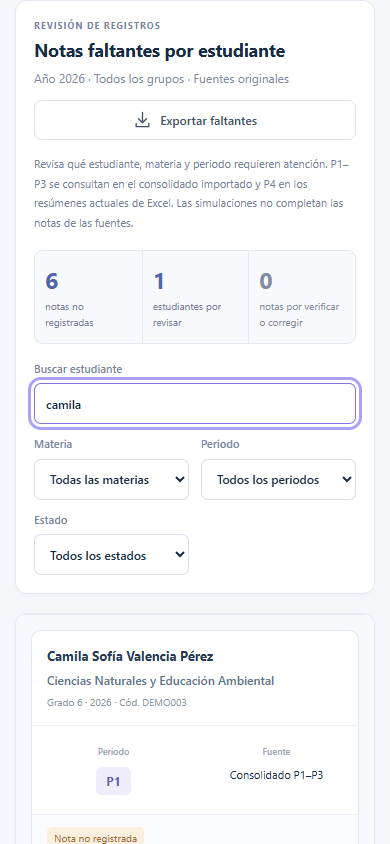 REVISIÓN DE REGISTROS
Notas faltantes por estudiante
Año 2026 · Todos los grupos · Fuentes originales
Exportar faltantes
Revisa qué estudiante, materia y periodo requieren atención. P1–
P3 se consultan en el consolidado importado y P4 en los
resúmenes actuales de Excel. Las simulaciones no completan las
notas de las fuentes.
6
notas no
registradas
1
estudiantes por
revisar
0
notas por verificar
o corregir
Buscar estudiante
camila
Materia
Periodo
Todas las materias
Todos los periodos
Estado
Todos los estados
Camila Sofía Valencia Pérez
Ciencias Naturales y Educación Ambiental
Grado 6 · 2026 · Cód. DEMO003
Periodo
Fuente
P1
Consolidado P1–P3
Nota no registrada